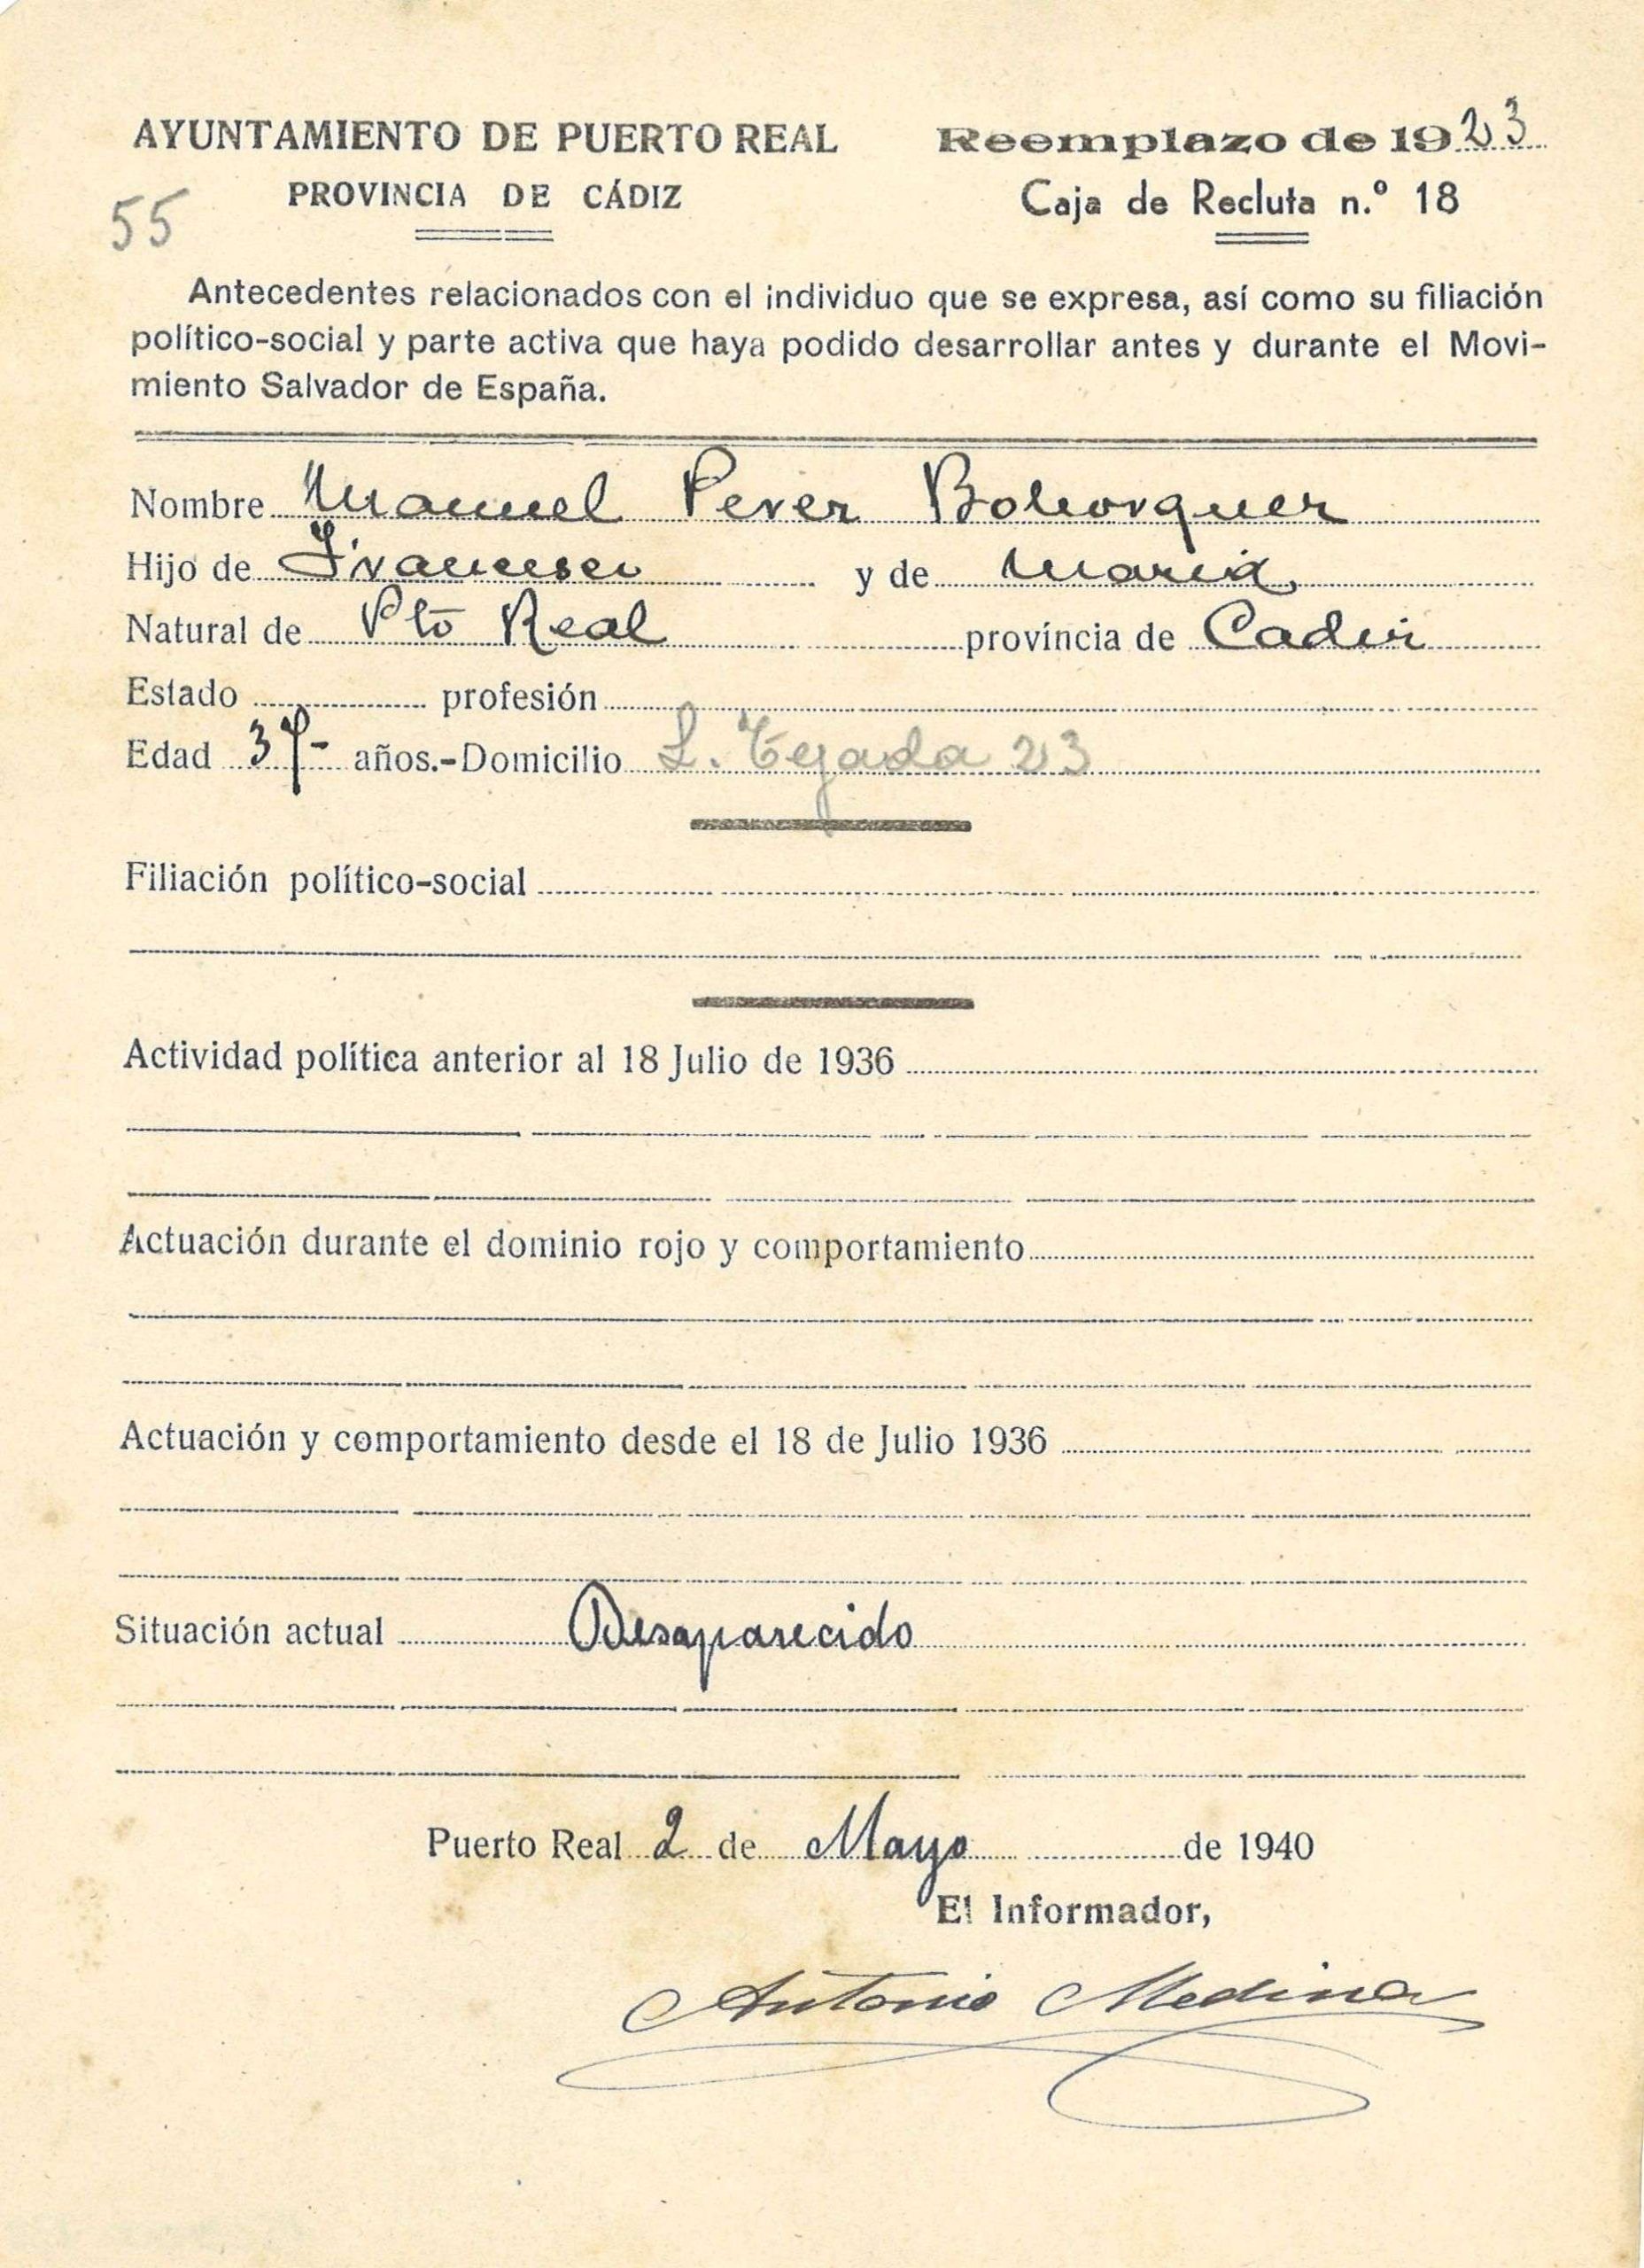 AYUNTAMIENTO DE PUERTO REAL
PROVINCIA DE CÁDIZ
55
Reemplazo de 1923
Caja de Recluta n.º 18
Antecedentes relacionados con el individuo que se expresa, así como su filiación
político-social y parte activa que haya podido desarrollar antes y durante el Movi-
miento Salvador de España.
Nombre Manuel Perez Bohorquez
Hijo de Francisco y de Maria
Natural de Pto Real provincia de Cadiz
Estado profesión
Edad años.-Domicilio L. Tejada 23
Filiación político-social
Actividad política anterior al 18 Julio de 1936
Actuación durante el dominio rojo y comportamiento
Actuación y comportamiento desde el 18 de Julio 1936
Situación actual Desaparecido
Puerto Real 2 de Mayo de 1940
El Informador,
Antonio Medina